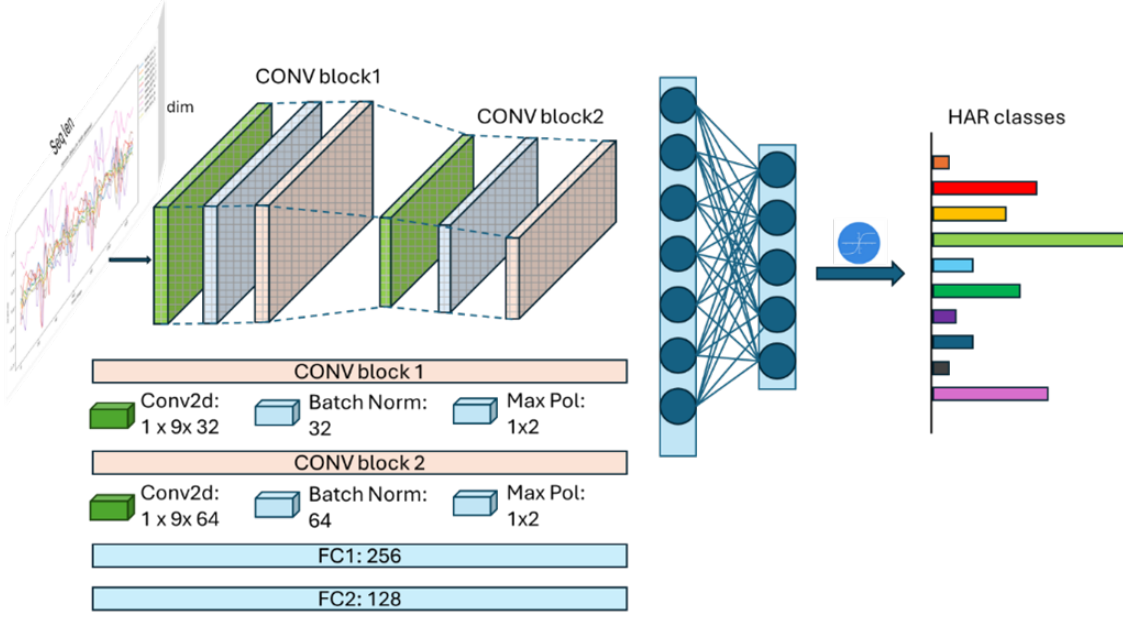 Seq len
dim
CONV block1
CONV block2
HAR classes
CONV block 1
Conv2d:
1 x 9x 32
Batch Norm:
32
Max Pol:
1x2
CONV block 2
Conv2d:
1 x 9x 64
Batch Norm:
64
Max Pol:
1x2
FC1: 256
FC2: 128